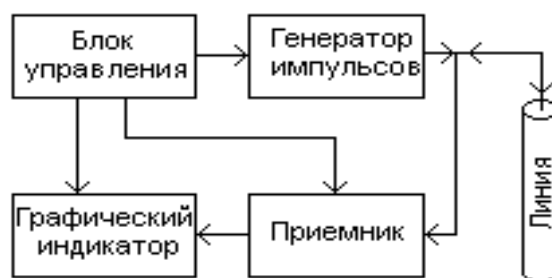 Блок
управления
Генератор
импульсов
Линия
Графический
индикатор
Приемник